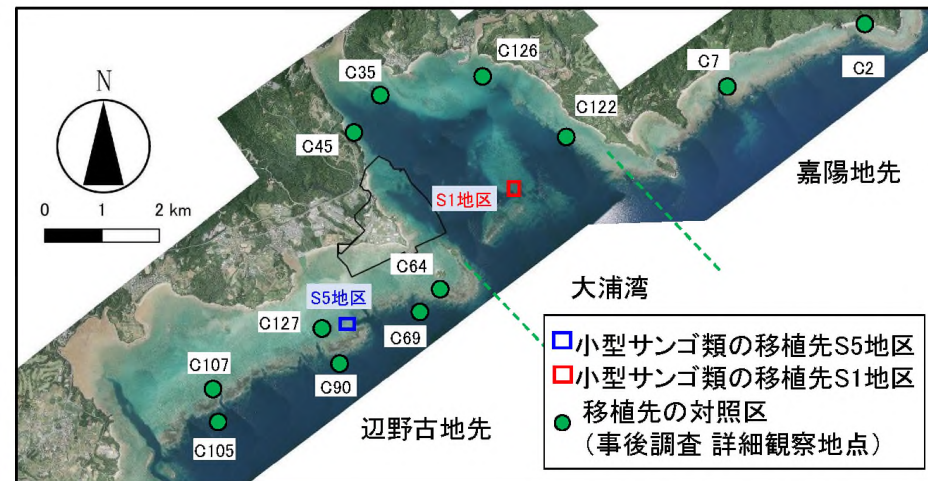 C126
C35
C7
C2
C122
N
C45
嘉陽地先
0 1 2 km
S1地区
大浦湾
C64
S5地区
C127
C69
C107
C90
辺野古地先
C105
小型サンゴ類の移植先S5地区
小型サンゴ類の移植先S1地区
移植先の対照区
(事後調査 詳細観察地点)